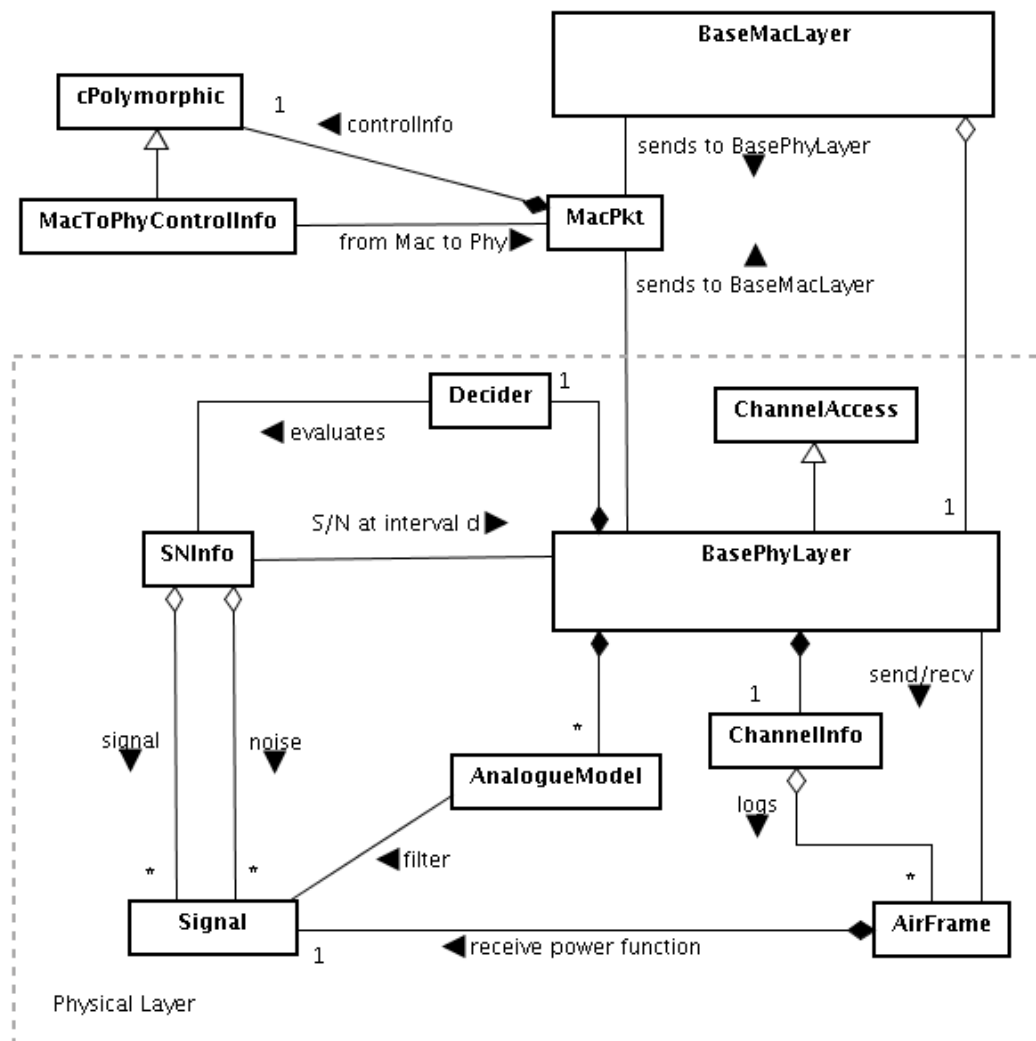 BaseMacLayer
cPolymorphic
1
controlInfo
sends to BasePhyLayer
MacToPhyControlInfo
MacPkt
from Mac to Phy
sends to BaseMacLayer
Decider
1
ChannelAccess
evaluates
S/N at interval d
1
SNInfo
BasePhyLayer
send/recv
1
signal
noise
*
ChannelInfo
AnalogueModel
logs
filter
*
*
*
Signal
AirFrame
1
receive power function
Physical Layer